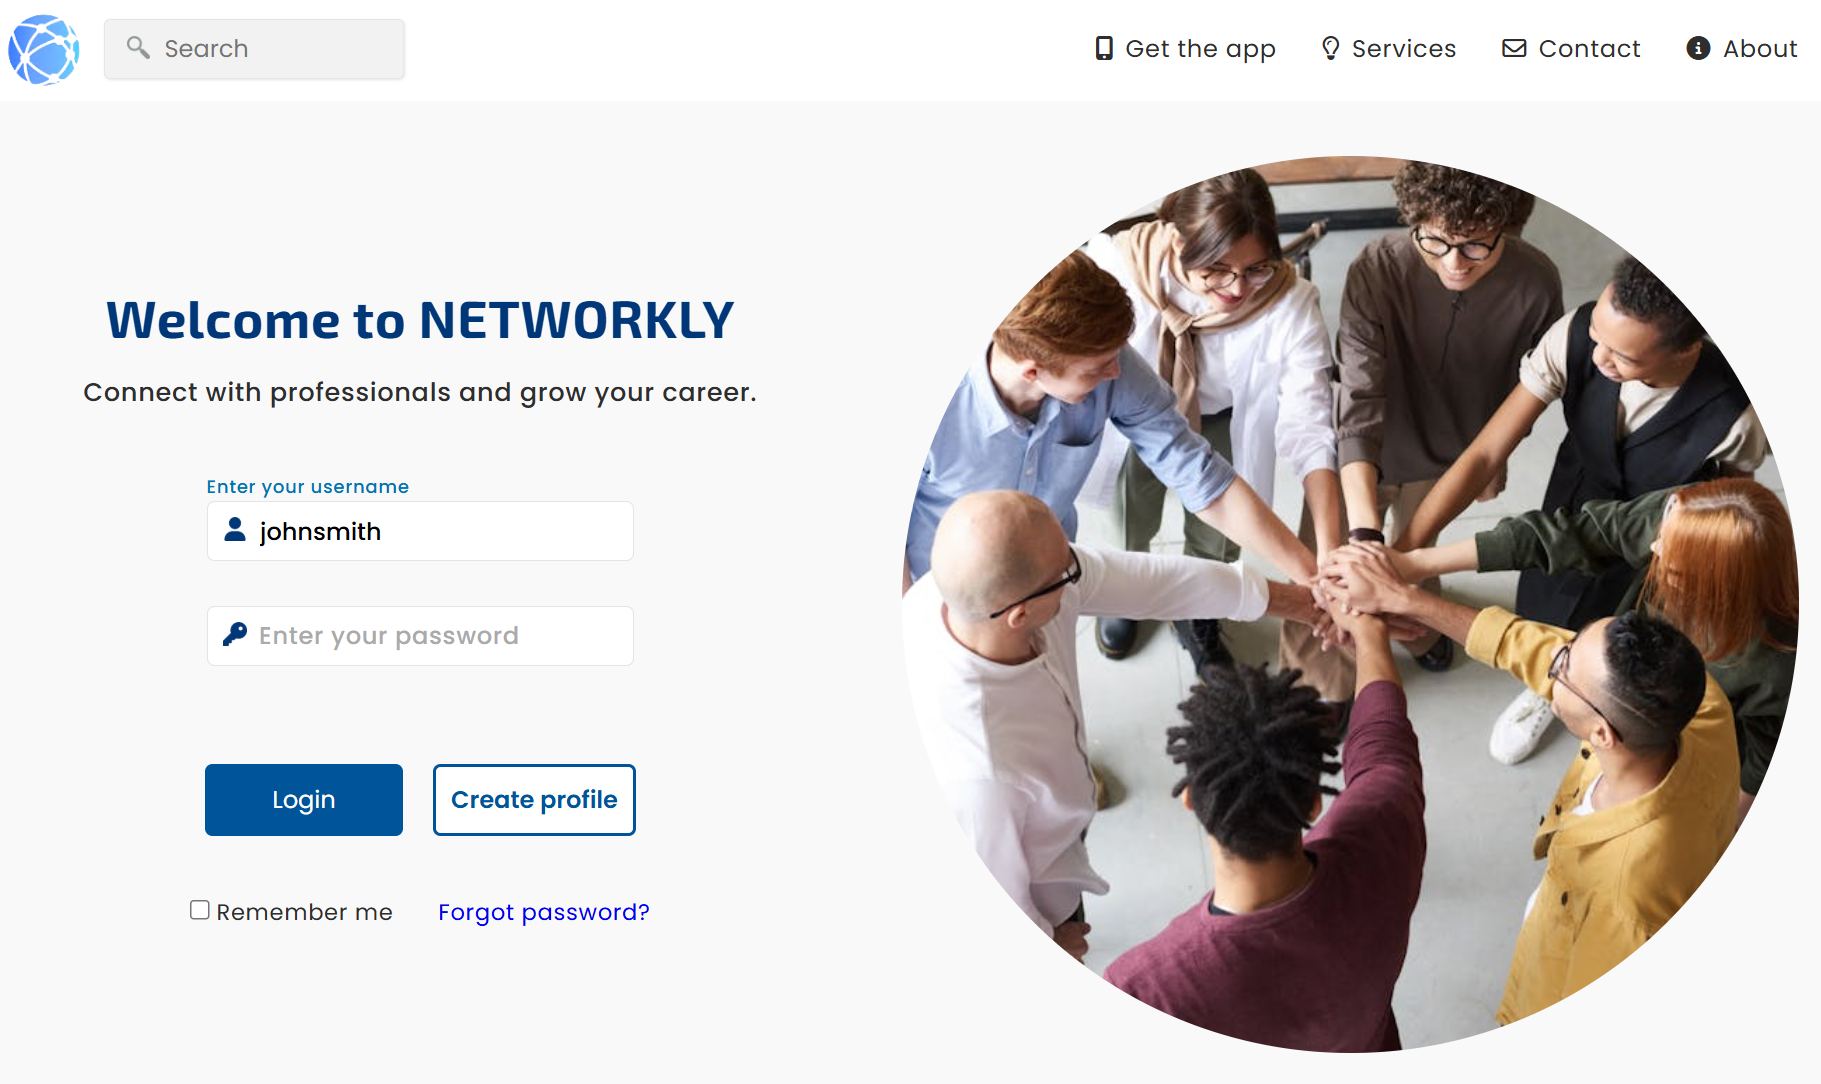 Search
Get the app
Services
Contact
About
Welcome to NETWORKLY
Connect with professionals and grow your career.
Enter your username
johnsmith
Enter your password
Login
Create profile
Remember me
Forgot password?